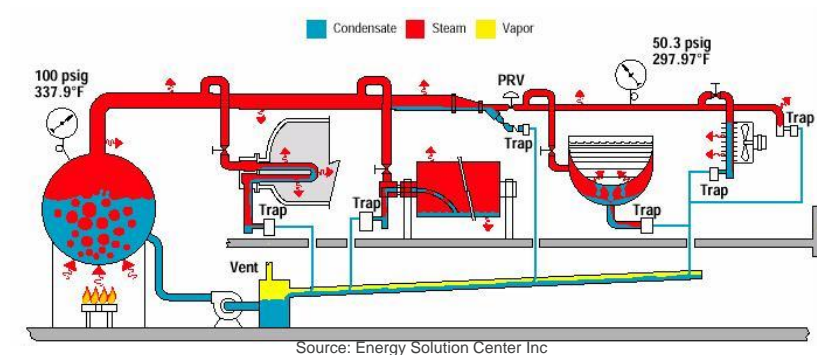 Condensate Steam Vapor
100 psig
337.9°F
PRV
50.3 psig
297.97°F
Trap
Trap
Trap
Trap
Trap
Trap
Vent
Source: Energy Solution Center Inc